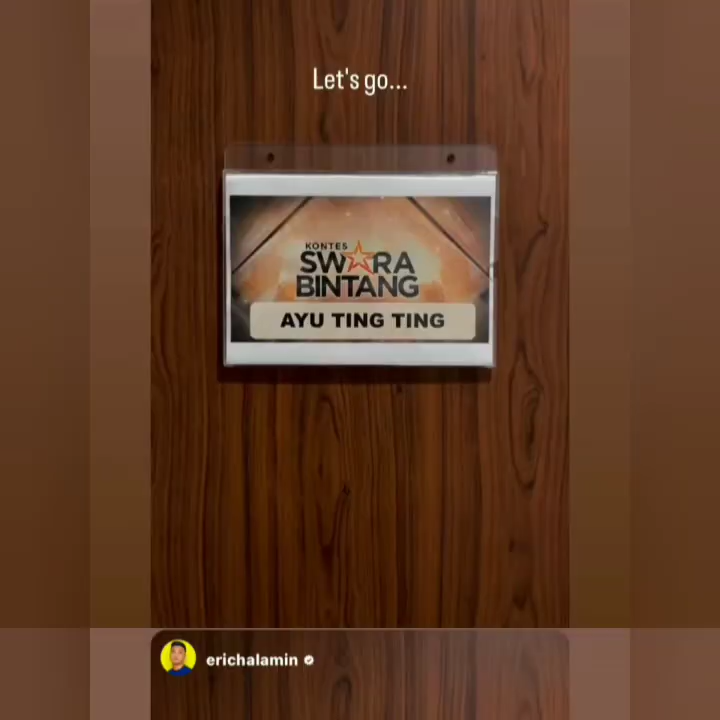 Let's go...
KONTES
SWARA
BINTANG
AYU TING TING
erichalamin